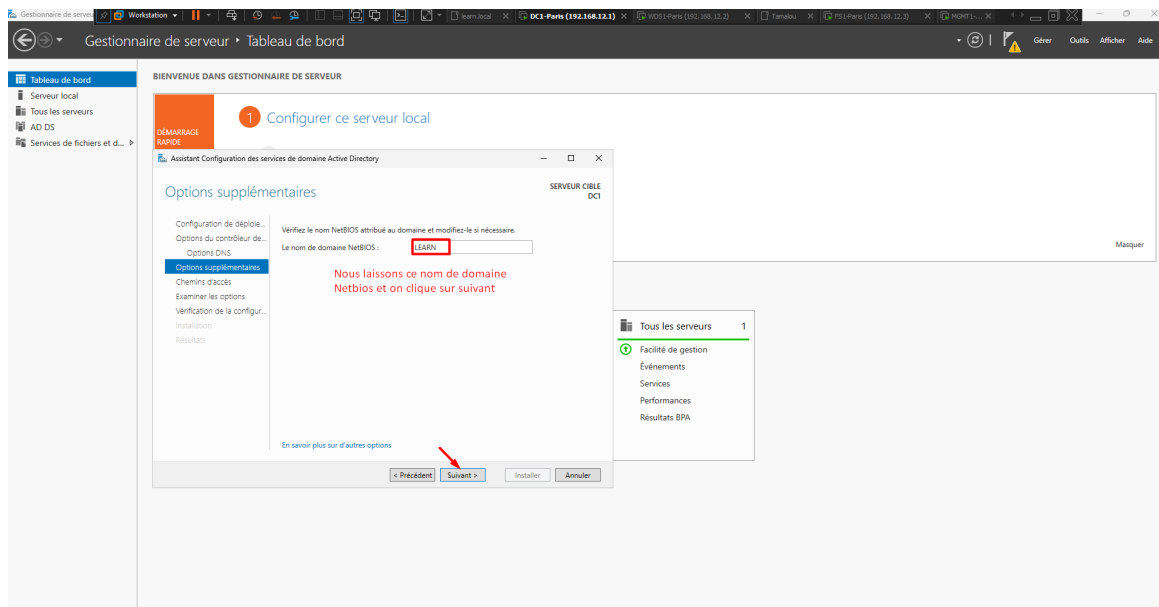 Gestionnaire de serveu
Workstation
learn.local
DC1-Paris (192.168.12.1)
WDS1-Paris (192.168.12.2)
Tamalou
FS1-Paris (192.168.12.3)
MGMT1-...
Gestionnaire de serveur
Tableau de bord
Gérer
Outils
Afficher
Aide
Tableau de bord
Serveur local
Tous les serveurs
AD DS
Services de fichiers et d...
BIENVENUE DANS GESTIONNAIRE DE SERVEUR
DÉMARRAGE
RAPIDE
1
Configurer ce serveur local
Masquer
Assistant Configuration des services de domaine Active Directory
Options supplémentaires
SERVEUR CIBLE
DC1
Configuration de déploie...
Options du contrôleur de...
Options DNS
Options supplémentaires
Chemins d'accès
Examiner les options
Vérification de la configur...
Installation
Résultats
Vérifiez le nom NetBIOS attribué au domaine et modifiez-le si nécessaire.
Le nom de domaine NetBIOS :
LEARN
Nous laissons ce nom de domaine
Netbios et on clique sur suivant
En savoir plus sur d'autres options
< Précédent
Suivant >
Installer
Annuler
Tous les serveurs
1
Facilité de gestion
Événements
Services
Performances
Résultats BPA